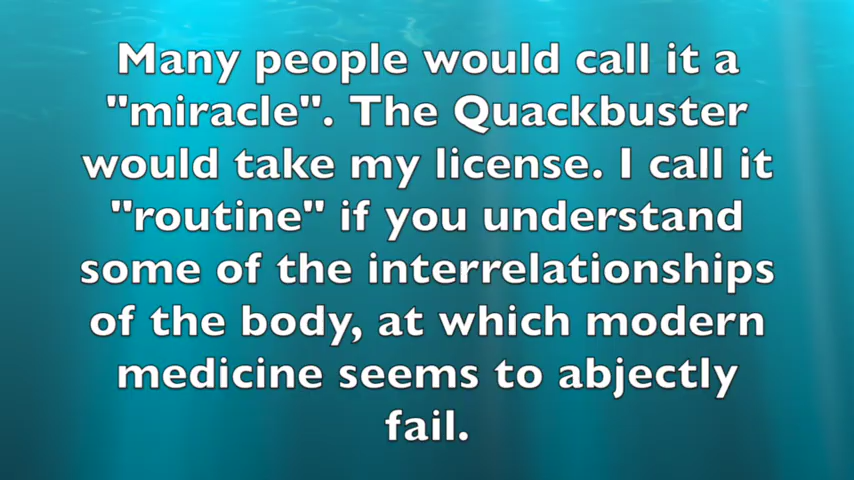 Many people would call it a
"miracle". The Quackbuster
would take my license. I call it
"routine" if you understand
some of the interrelationships
of the body, at which modern
medicine seems to abjectly
fail.